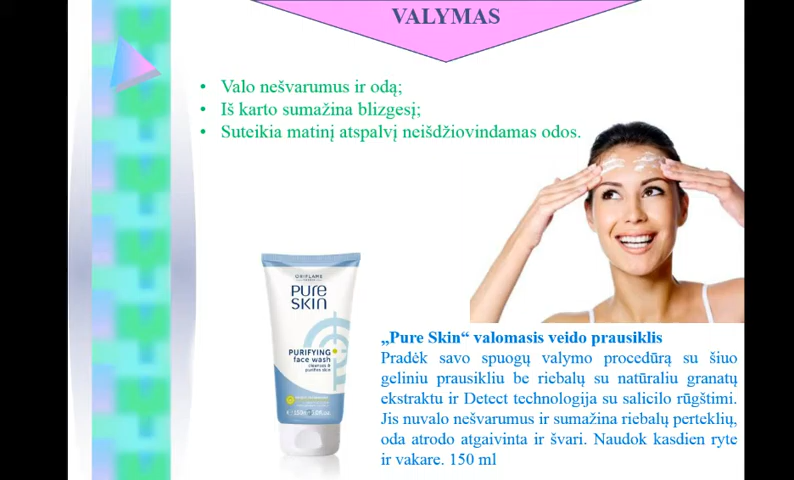 VALYMAS
• Valo nešvarumus ir odą;
• Iš karto sumažina blizgesį;
• Suteikia matinį atspalvį neišdžiovindamas odos.
ORIFLAME
PURE
SKIN
PURIFYING
face wash
cleanses &
purifies skin
„Pure Skin“ valomasis veido prausiklis
Pradėk savo spuogų valymo procedūrą su šiuo
geliniu prausikliu be riebalų su natūraliu granatų
ekstraktu ir Detect technologija su salicilo rūgštimi.
Jis nuvalo nešvarumus ir sumažina riebalų perteklių,
oda atrodo atgaivinta ir švari. Naudok kasdien ryte
ir vakare. 150 ml